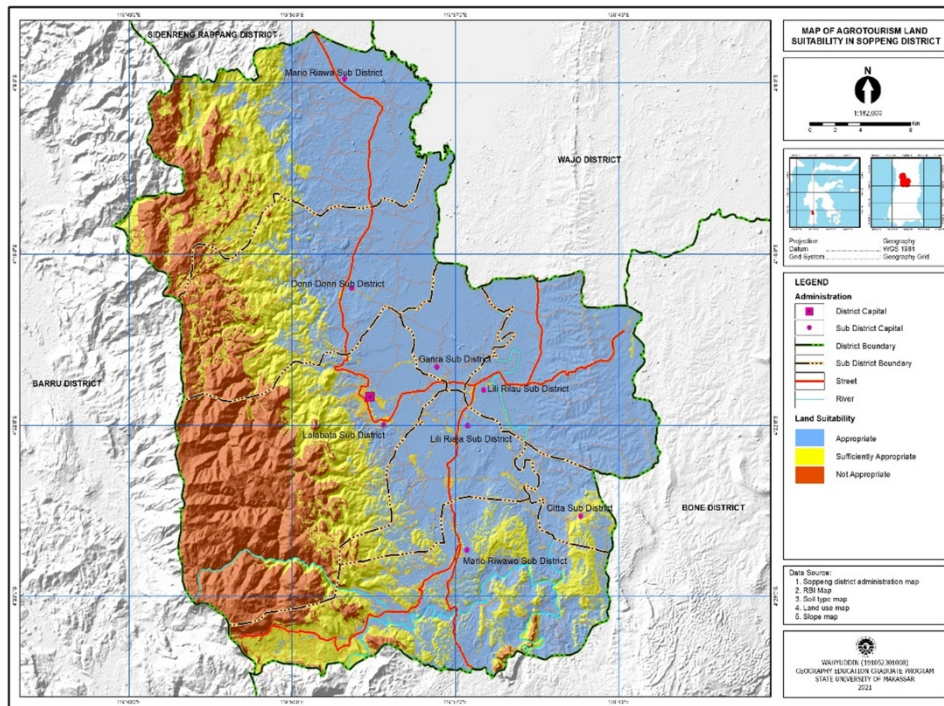 MAP OF AGROTOURISM LAND
SUITABILITY IN SOPPENG DISTRICT
N
1:182,000
Km
0 2 4 8
Projection : Geography
Datum : WGS 1984
Grid System : Geography Grid
LEGEND
Administration
District Capital
Sub District Capital
District Boundary
Sub District Boundary
Street
River
Land Suitability
Appropriate
Sufficiently Appropriate
Not Appropriate
Data Source:
1. Soppeng district administration map
2. RBI Map
3. Soil type map
4. Land use map
5. Slope map
GEOGRAPHY EDUCATION GRADUATE PROGRAM
STATE UNIVERSITY OF MAKASSAR
2021
SIDENRENG RAPPANG DISTRICT
Mario Riawa Sub District
WAJO DISTRICT
Donri-Donri Sub District
Ganra Sub District
BARRU DISTRICT
Lili Rilau Sub District
Lalabata Sub District
Lili Riaja Sub District
Citta Sub District
BONE DISTRICT
Mario Riwawo Sub District